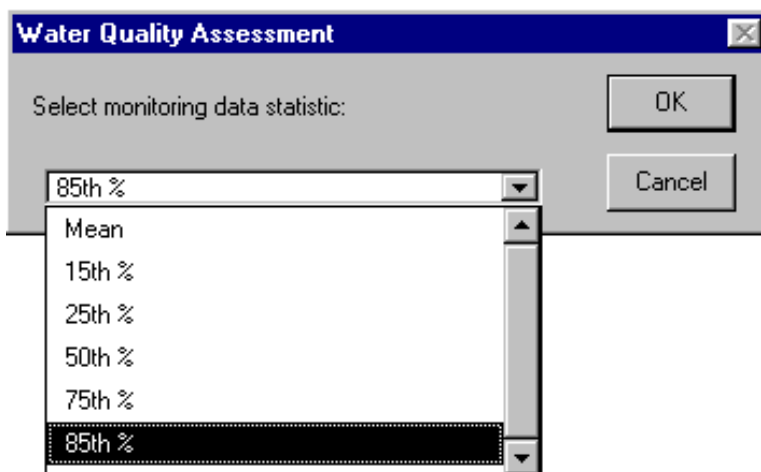 Water Quality Assessment
Select monitoring data statistic:
OK
Cancel
85th %
Mean
15th %
25th %
50th %
75th %
85th %